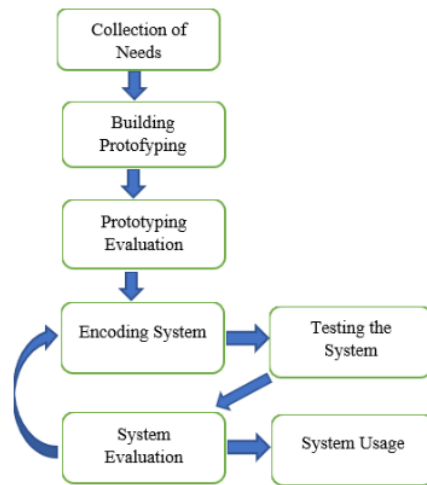 Collection of
Needs
Building
Protofyping
Prototyping
Evaluation
Encoding System
Testing the
System
System
Evaluation
System Usage